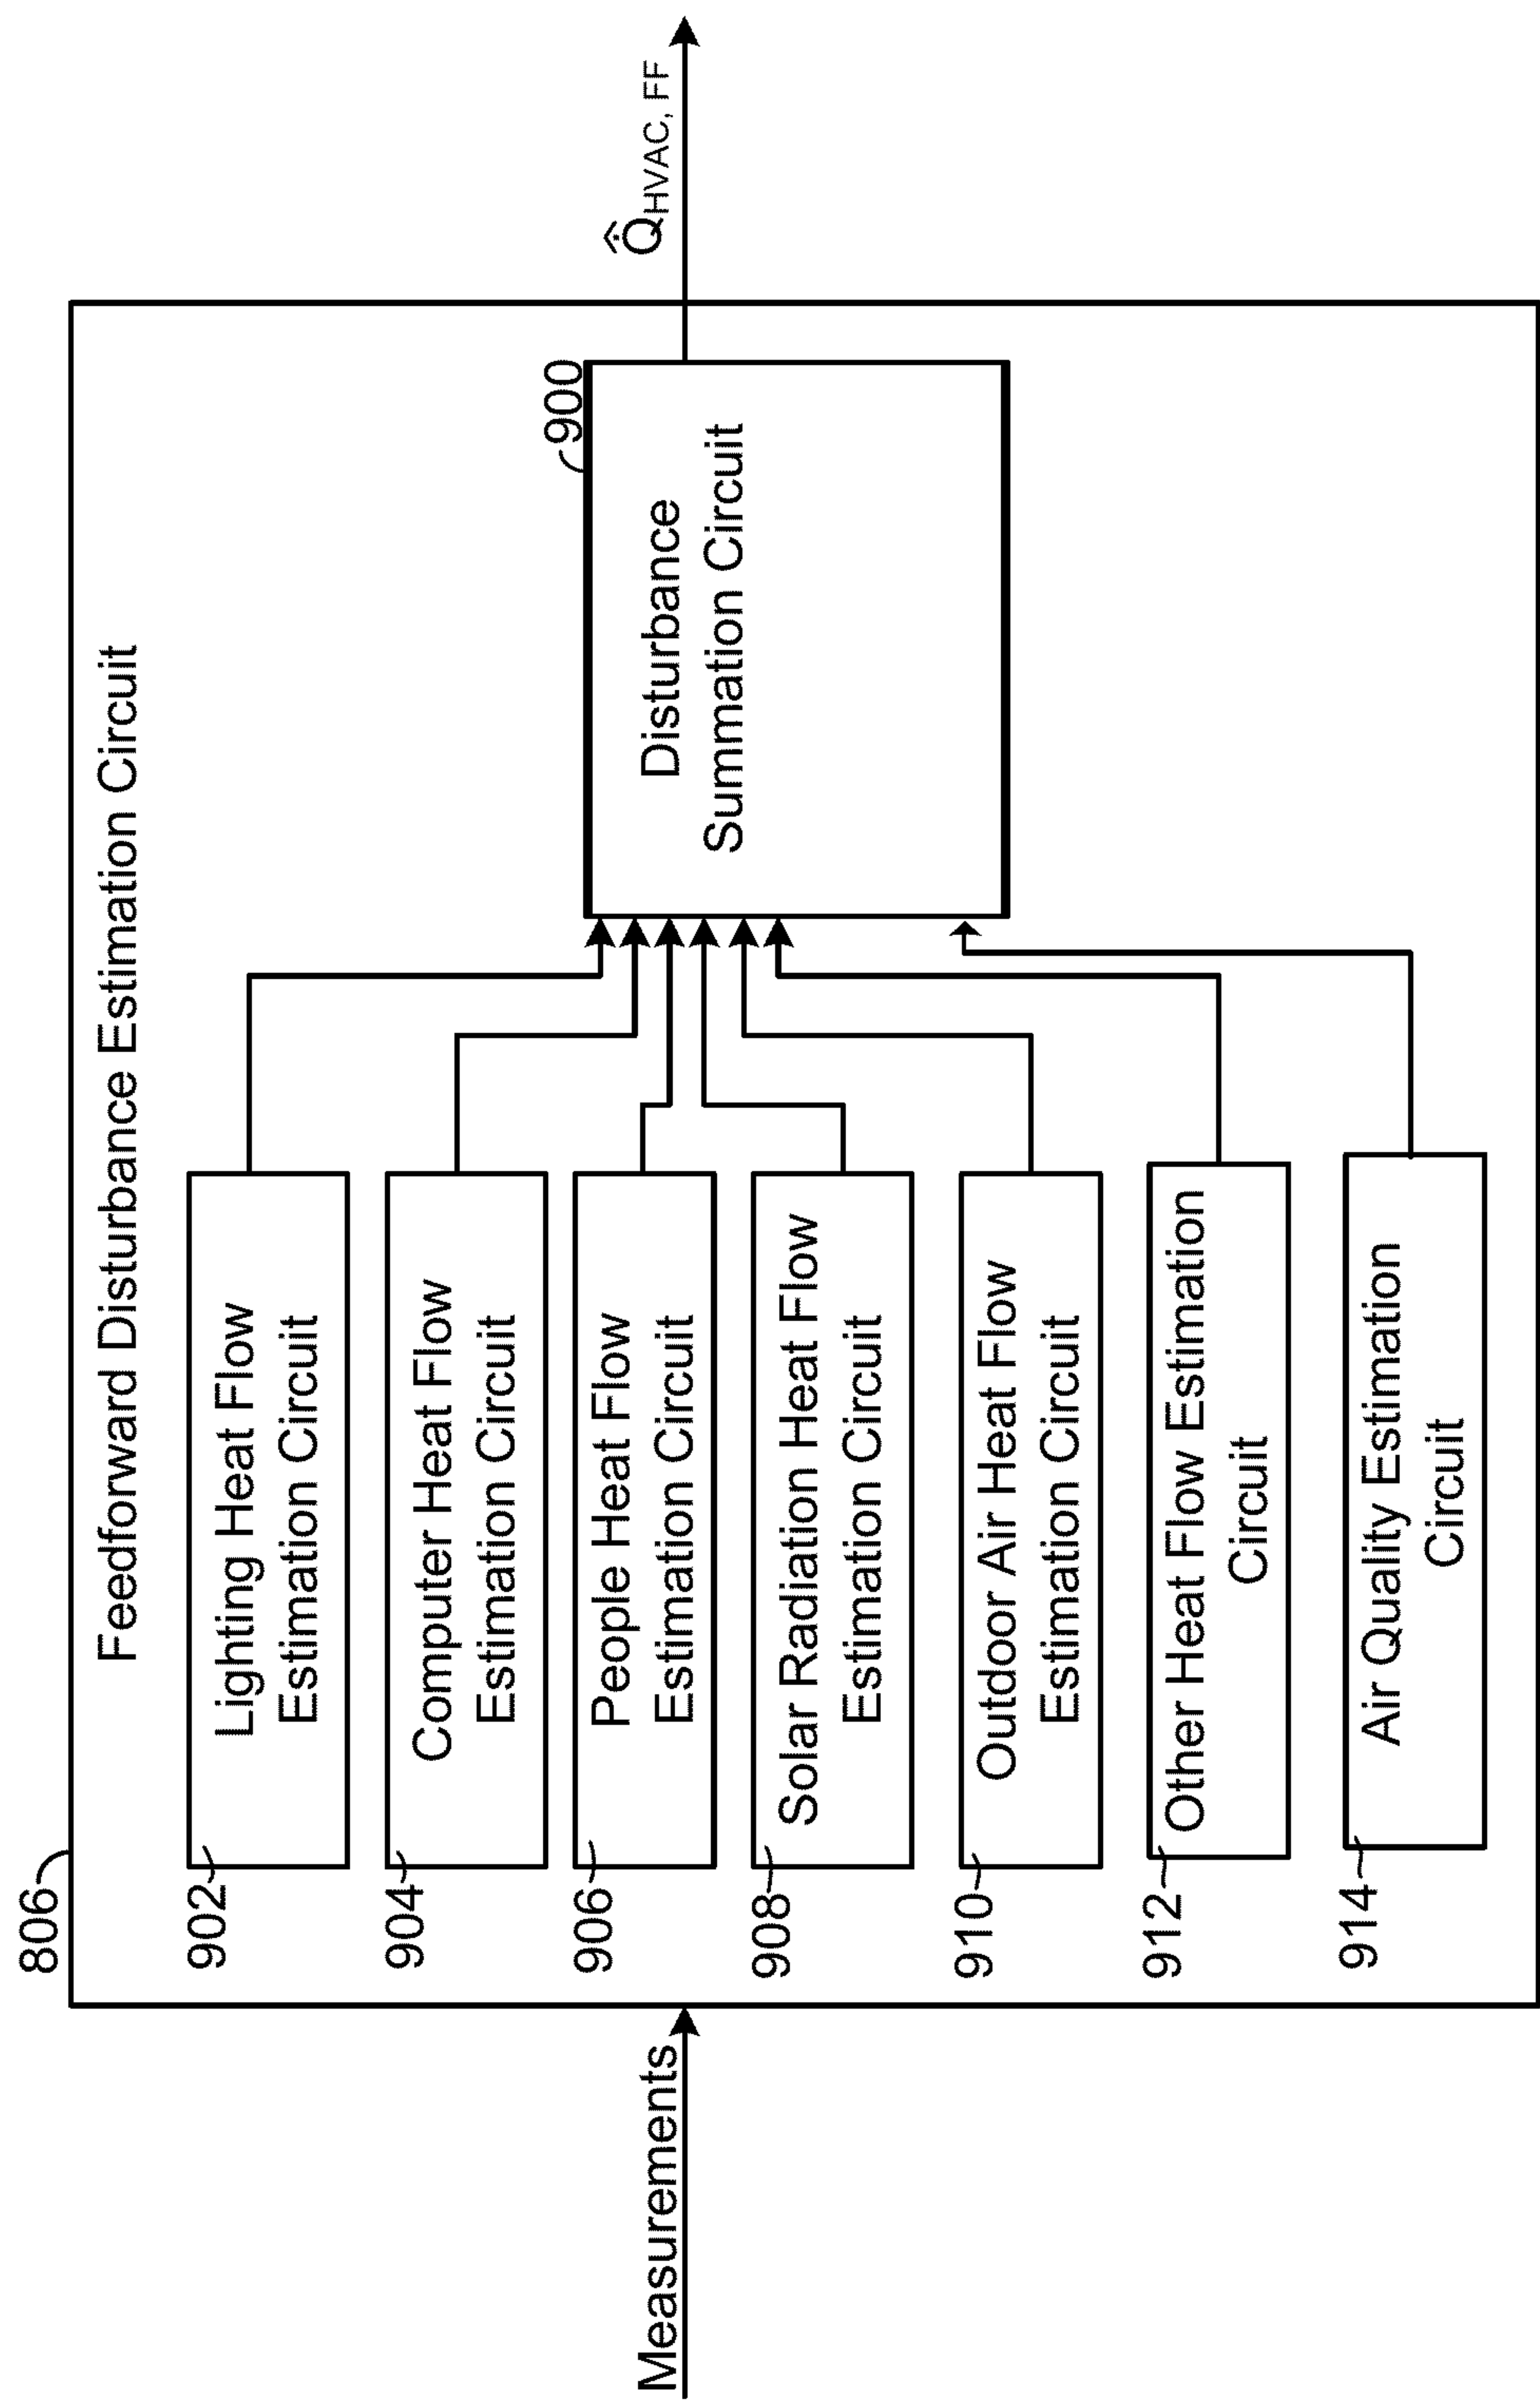 806
Feedforward Disturbance Estimation Circuit
Measurements
902
Lighting Heat Flow
Estimation Circuit
904
Computer Heat Flow
Estimation Circuit
906
People Heat Flow
Estimation Circuit
908
Solar Radiation Heat Flow
Estimation Circuit
910
Outdoor Air Heat Flow
Estimation Circuit
912
Other Heat Flow Estimation
Circuit
914
Air Quality Estimation
Circuit
900
Disturbance
Summation Circuit
Q̇̂HVAC, FF